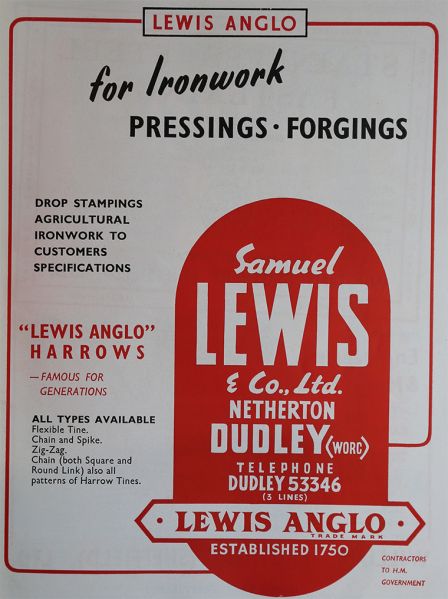 LEWIS ANGLO
for Ironwork
PRESSINGS · FORGINGS
DROP STAMPINGS
AGRICULTURAL
IRONWORK TO
CUSTOMERS
SPECIFICATIONS
"LEWIS ANGLO"
HARROWS
—FAMOUS FOR
GENERATIONS
ALL TYPES AVAILABLE
Flexible Tine.
Chain and Spike.
Zig-Zag.
Chain (both Square and
Round Link) also all
patterns of Harrow Tines.
Samuel
LEWIS
& Co., Ltd.
NETHERTON
DUDLEY (WORC)
TELEPHONE
DUDLEY 53346
(3 LINES)
· LEWIS ANGLO ·
TRADE MARK
ESTABLISHED 1750
CONTRACTORS
TO H.M.
GOVERNMENT